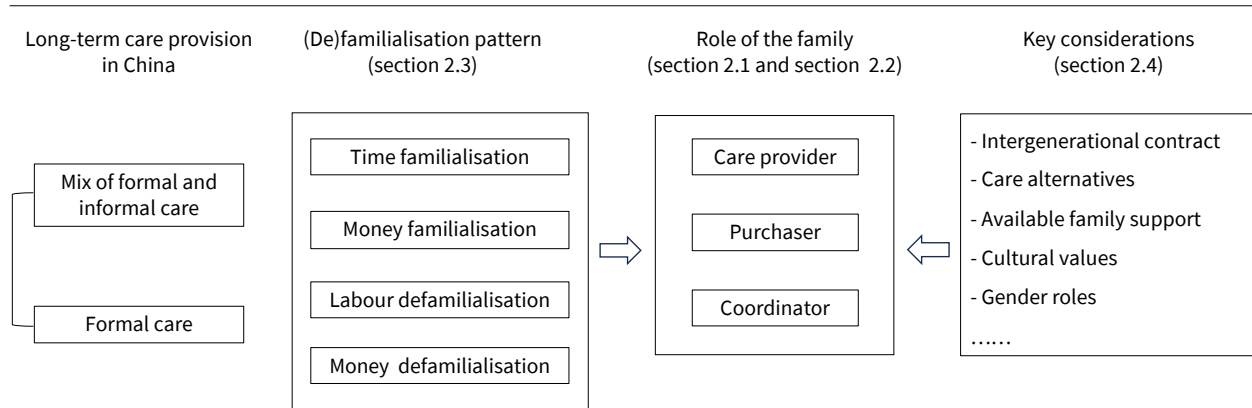 Long-term care provision
in China
(De)familialisation pattern
(section 2.3)
Role of the family
(section 2.1 and section 2.2)
Key considerations
(section 2.4)
Mix of formal and
informal care
Formal care
Time familialisation
Money familialisation
Labour defamilialisation
Money defamilialisation
Care provider
Purchaser
Coordinator
- Intergenerational contract
- Care alternatives
- Available family support
- Cultural values
- Gender roles
……